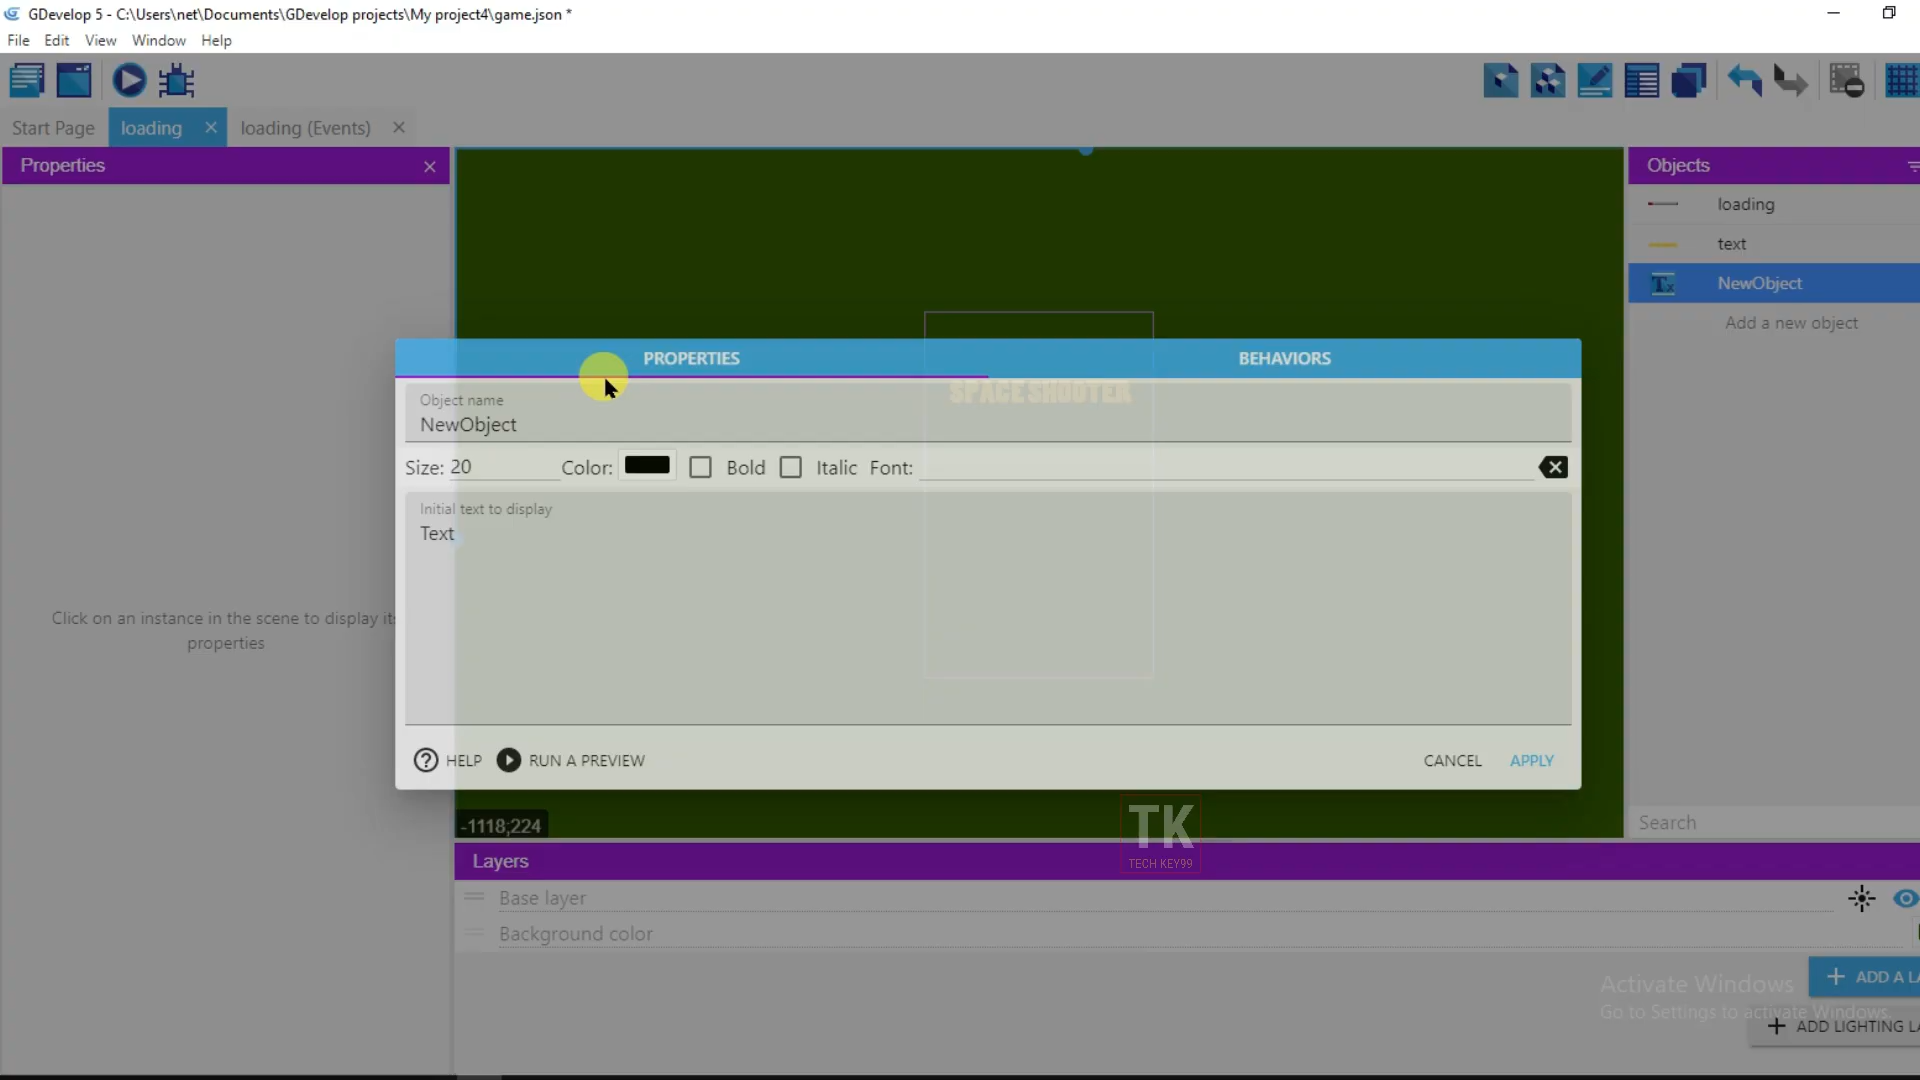 GDevelop 5 - C:\Users\net\Documents\GDevelop projects\My project4\game.json *
File Edit View Window Help
Start Page loading loading (Events)
Properties
Objects
loading
text
NewObject
Add a new object
PROPERTIES BEHAVIORS
SPACE SHOOTER
Object name
NewObject
Size: 20 Color: Bold Italic Font:
Initial text to display
Text
Click on an instance in the scene to display its
properties
HELP RUN A PREVIEW CANCEL APPLY
-1118;224
TK
TECH KEY99
Search
Layers
Base layer
Background color
Activate Windows
Go to Settings to activate Windows.
ADD A LA
ADD LIGHTING LA